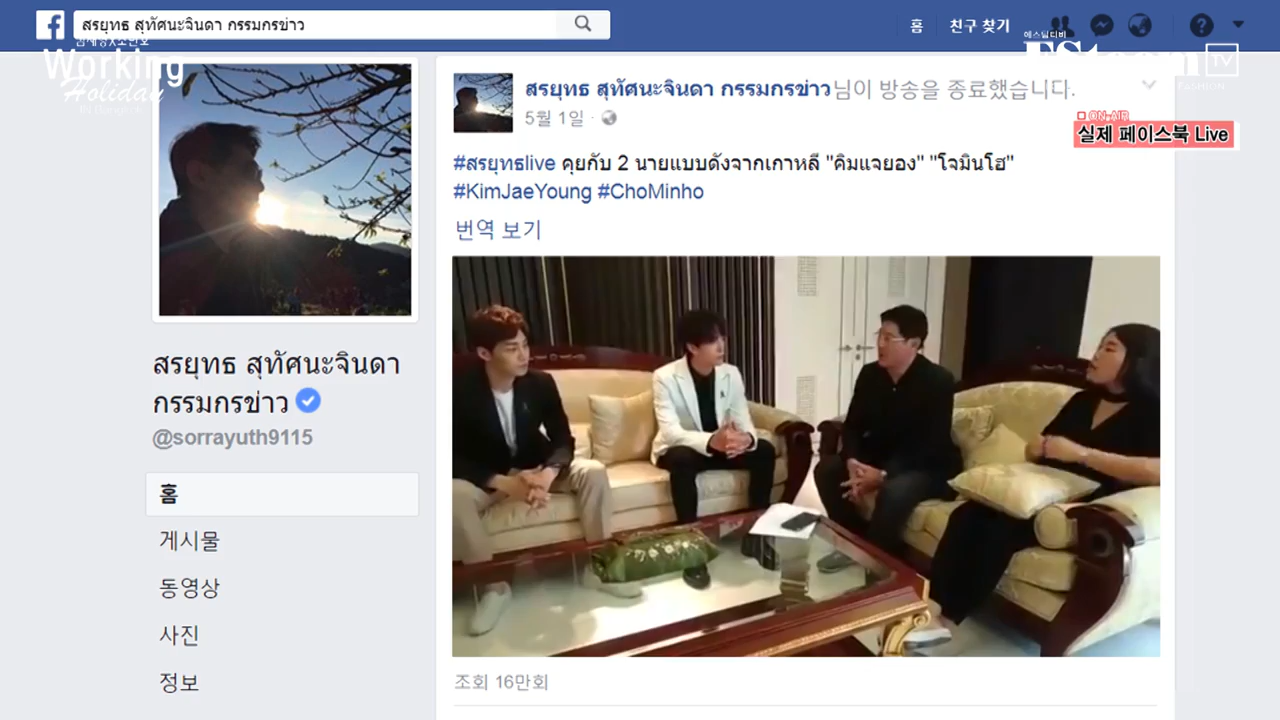 สรยุทธ สุทัศนะจินดา กรรมกรข่าว
홈
친구 찾기
Working
Holiday
에스팀티비
TV
FASHION
สรยุทธ สุทัศนะจินดา กรรมกรข่าว님이 방송을 종료했습니다.
5월 1일
ON-AIR
실제 페이스북 Live
#สรยุทธlive คุยกับ 2 นายแบบดังจากเกาหลี "คิมแจยอง" "โจมินโฮ"
#KimJaeYoung #ChoMinho
번역 보기
สรยุทธ สุทัศนะจินดา
กรรมกรข่าว
@sorrayuth9115
홈
게시물
동영상
사진
정보
조회 16만회